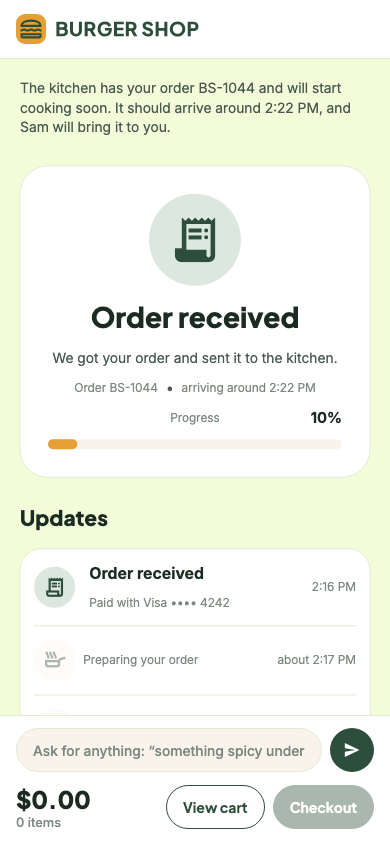 BURGER SHOP
The kitchen has your order BS-1044 and will start
cooking soon. It should arrive around 2:22 PM, and
Sam will bring it to you.
Order received
We got your order and sent it to the kitchen.
Order BS-1044 • arriving around 2:22 PM
Progress 10%
Updates
Order received
2:16 PM
Paid with Visa •••• 4242
Preparing your order about 2:17 PM
Ask for anything: “something spicy under
$0.00
0 items
View cart
Checkout